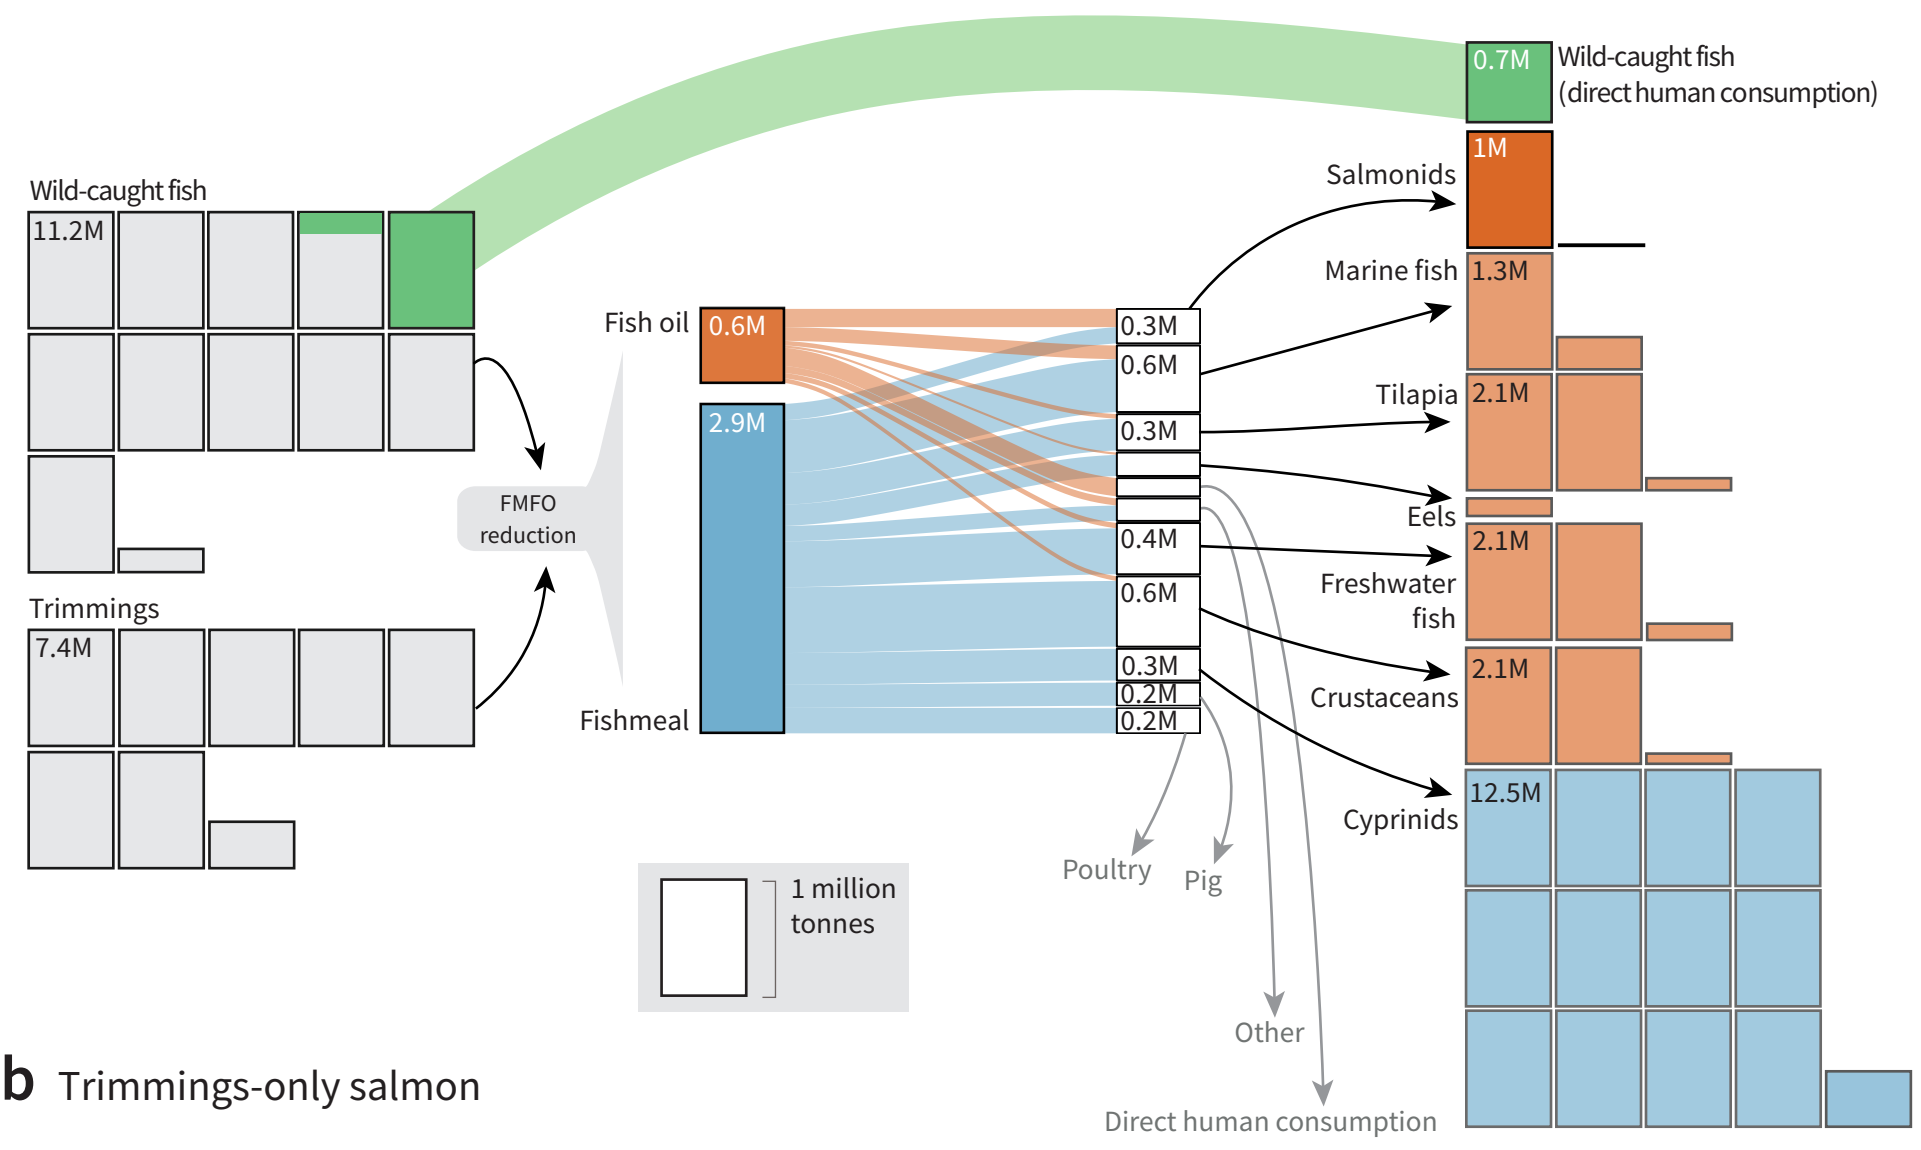 0.7M
Wild-caught fish
(direct human consumption)
1M
Salmonids
Wild-caught fish
11.2M
Marine fish
1.3M
Fish oil
0.6M
0.3M
0.6M
Tilapia
2.1M
2.9M
0.3M
Eels
FMFO
reduction
0.4M
2.1M
Freshwater
fish
0.6M
Trimmings
7.4M
2.1M
Crustaceans
0.3M
0.2M
Fishmeal
0.2M
12.5M
Cyprinids
Poultry
Pig
1 million
tonnes
Other
b Trimmings-only salmon
Direct human consumption